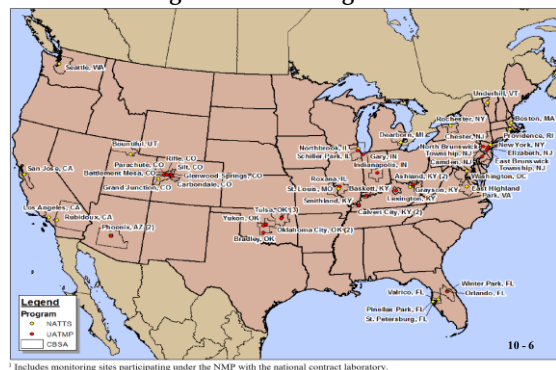 Seattle, WA
Underhill, VT
Rochester, NY
Boston, MA
Providence, RI
Dearborn, MI
Chester, NJ
New York, NY
North Brunswick
Township, NJ
Elizabeth, NJ
East Brunswick
Township, NJ
Camden, NJ
Washington, DC
East Highland
Park, VA
Northbrook, IL
Schiller Park, IL
Gary, IN
Indianapolis, IN
Bountiful, UT
Parachute, CO
Rifle, CO
Silt, CO
Battlement Mesa, CO
Glenwood Springs, CO
Grand Junction, CO
Carbondale, CO
Roxana, IL
St. Louis, MO
Baskett, KY
Ashland, KY (2)
Grayson, KY
Smithland, KY
Lexington, KY
Calvert City, KY (2)
San Jose, CA
Los Angeles, CA
Rubidoux, CA
Phoenix, AZ (2)
Tulsa, OK (3)
Yukon, OK
Oklahoma City, OK (2)
Bradley, OK
Winter Park, FL
Valrico, FL
Orlando, FL
Pinellas Park, FL
St. Petersburg, FL
Legend
Program
NATTS
UATMP
CBSA
10 - 6
Includes monitoring sites participating under the NMP with the national contract laboratory.